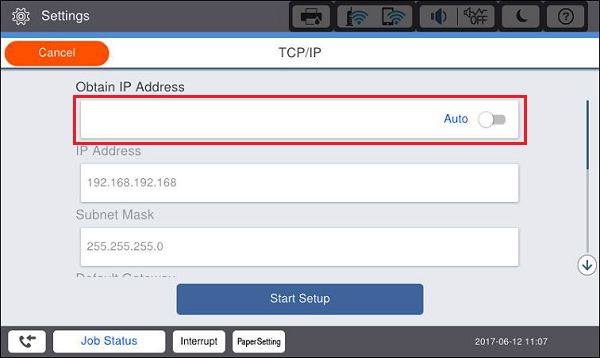 Settings
OFF
?
Cancel
TCP/IP
Obtain IP Address
Auto
IP Address
192.168.192.168
Subnet Mask
255.255.255.0
Default Gateway
Start Setup
Job Status
Interrupt
PaperSetting
2017-06-12 11:07